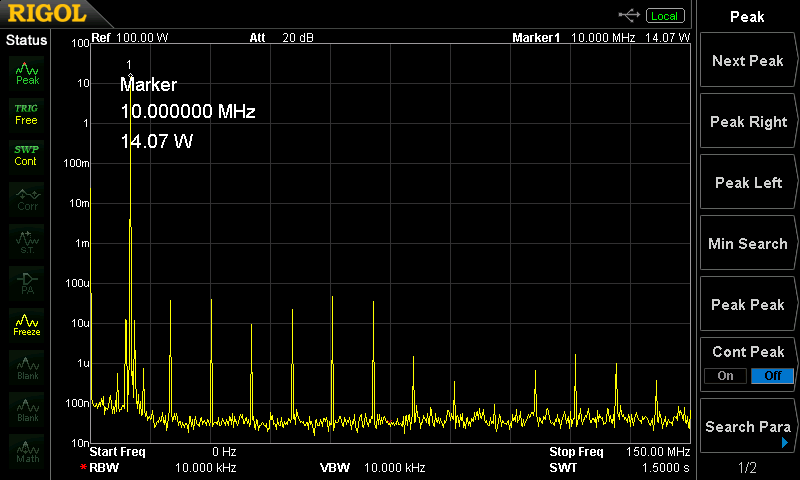 RIGOL
Local
Peak
Status
Ref 100.00 W Att 20 dB Marker1 10.000 MHz 14.07 W
100
1
Marker
10.000000 MHz
14.07 W
10
1
100m
10m
1m
100u
10u
1u
100n
10n
Peak
TRIG
Free
SWP
Cont
Corr
S.T.
PA
Freeze
Blank
Blank
Math
Start Freq 0 Hz Stop Freq 150.00 MHz
RBW 10.000 kHz VBW 10.000 kHz SWT 1.5000 s
Next Peak
Peak Right
Peak Left
Min Search
Peak Peak
Cont Peak
On Off
Search Para
1/2